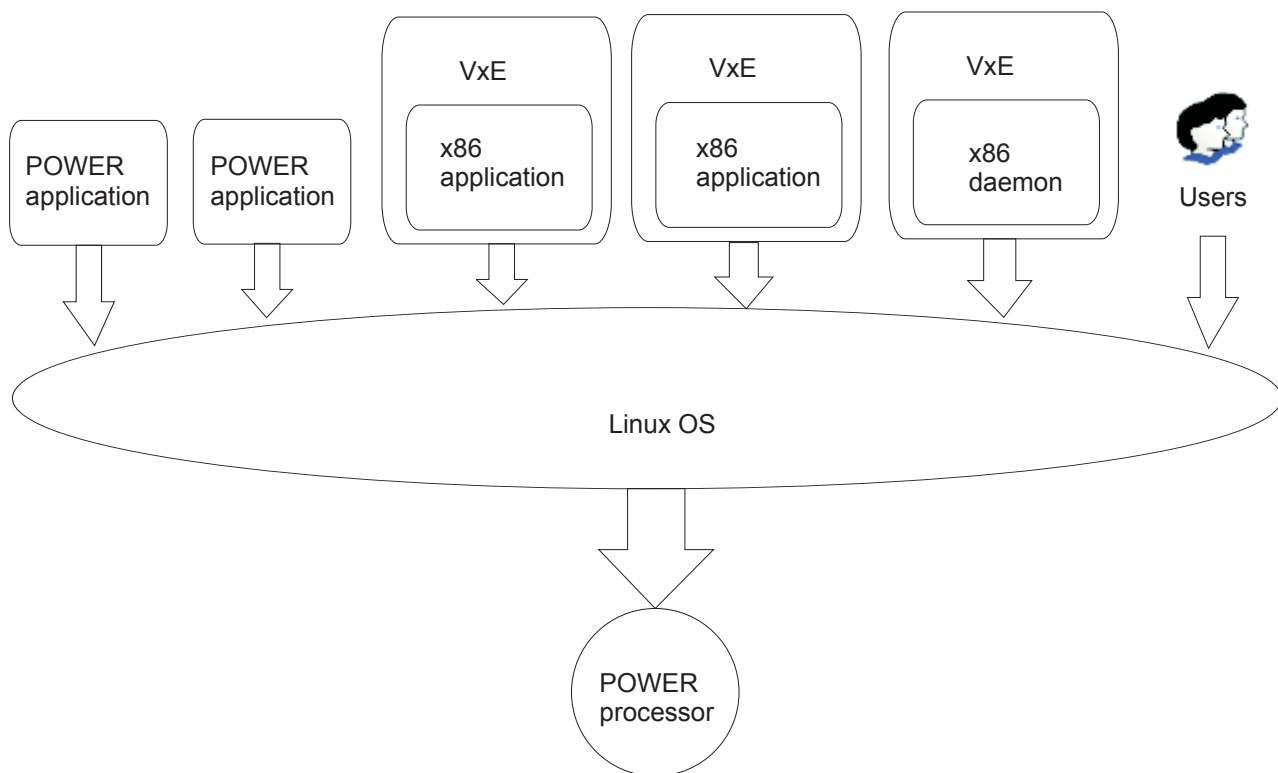 VxE
VxE
VxE
POWER
application
POWER
application
x86
application
x86
application
x86
daemon
Users
Linux OS
POWER
processor